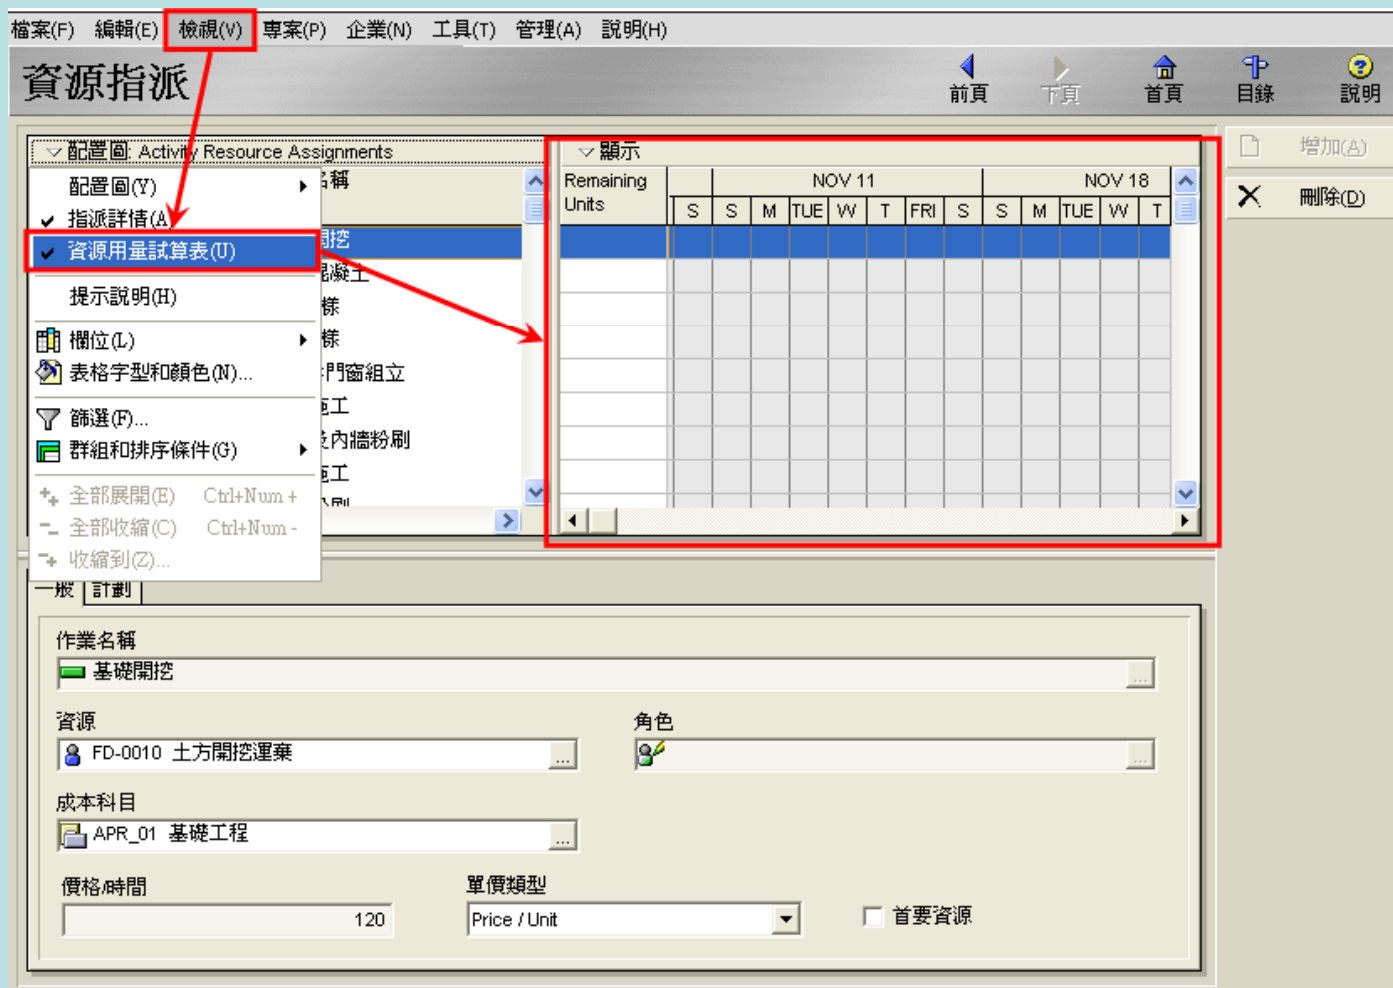 檔案(F) 編輯(E) 檢視(V) 專案(P) 企業(N) 工具(T) 管理(A) 說明(H)
資源指派
前頁 下頁 首頁 目錄 說明
配置圖: Activity Resource Assignments
顯示
增加(A)
刪除(D)
配置圖(Y)
指派詳情(A)
資源用量試算表(U)
提示說明(H)
欄位(L)
表格字型和顏色(N)...
篩選(F)...
群組和排序條件(G)
全部展開(E) Ctrl+Num +
全部收縮(C) Ctrl+Num -
收縮到(Z)...
名稱
開挖
混凝土
樣
樣
門窗組立
施工
及內牆粉刷
施工
Remaining Units
NOV 11 NOV 18
S S M TUE W T FRI S S M TUE W T
一般 計劃
作業名稱
基礎開挖
資源 角色
FD-0010 土方開挖運棄
成本科目
APR_01 基礎工程
價格/時間 單價類型
120 Price / Unit 首要資源